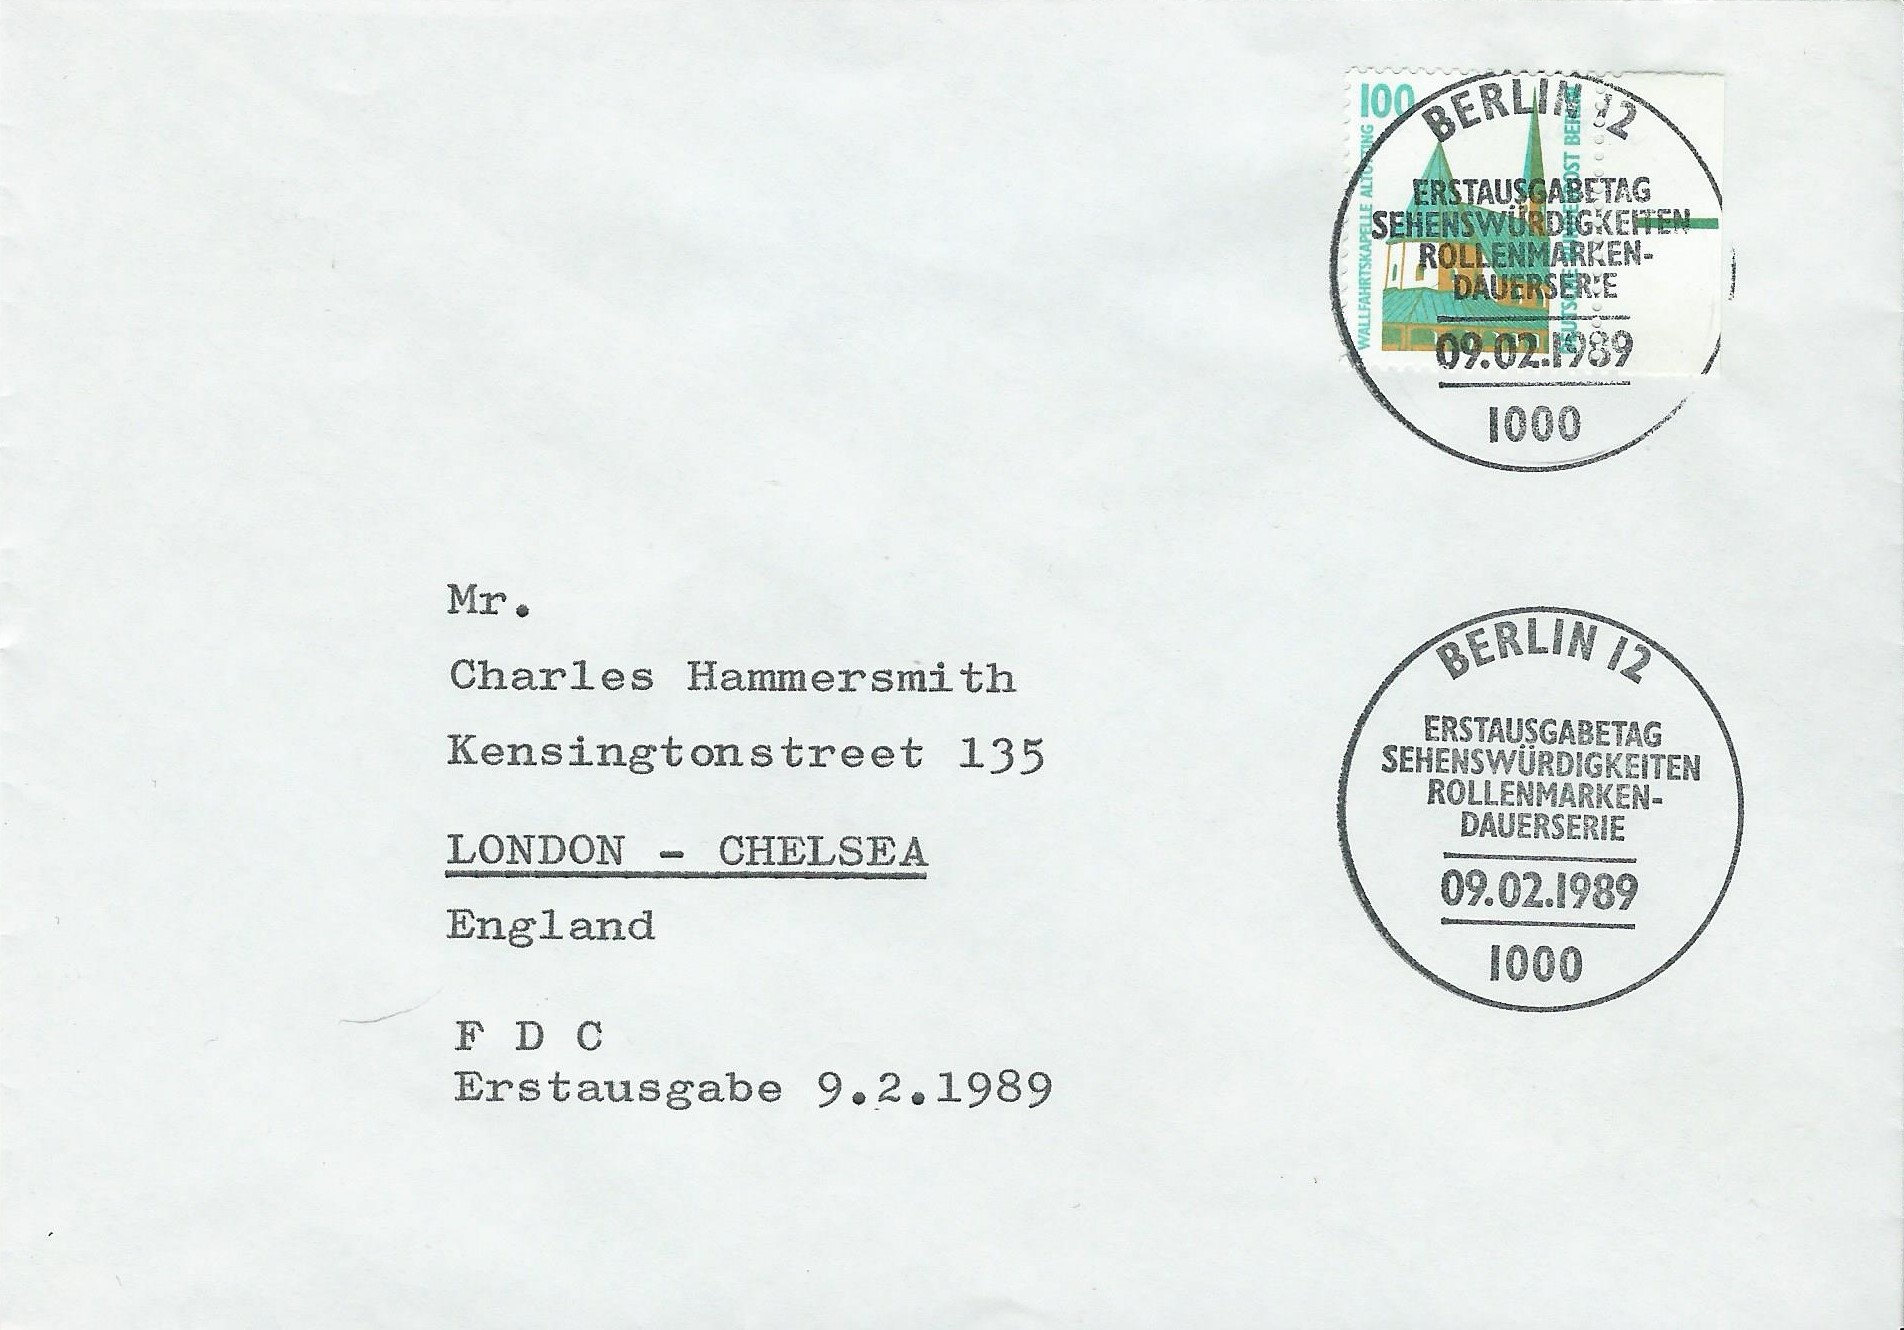 100
WALLFAHRTSKAPELLE ALTÖTTING
DEUTSCHE BUNDESPOST BERLIN
BERLIN 12
ERSTAUSGABETAG
SEHENSWÜRDIGKEITEN
ROLLENMARKEN-
DAUERSERIE
09.02.1989
1000
Mr.
Charles Hammersmith
Kensingtonstreet 135
LONDON - CHELSEA
England
F D C
Erstausgabe 9.2.1989
BERLIN 12
ERSTAUSGABETAG
SEHENSWÜRDIGKEITEN
ROLLENMARKEN-
DAUERSERIE
09.02.1989
1000